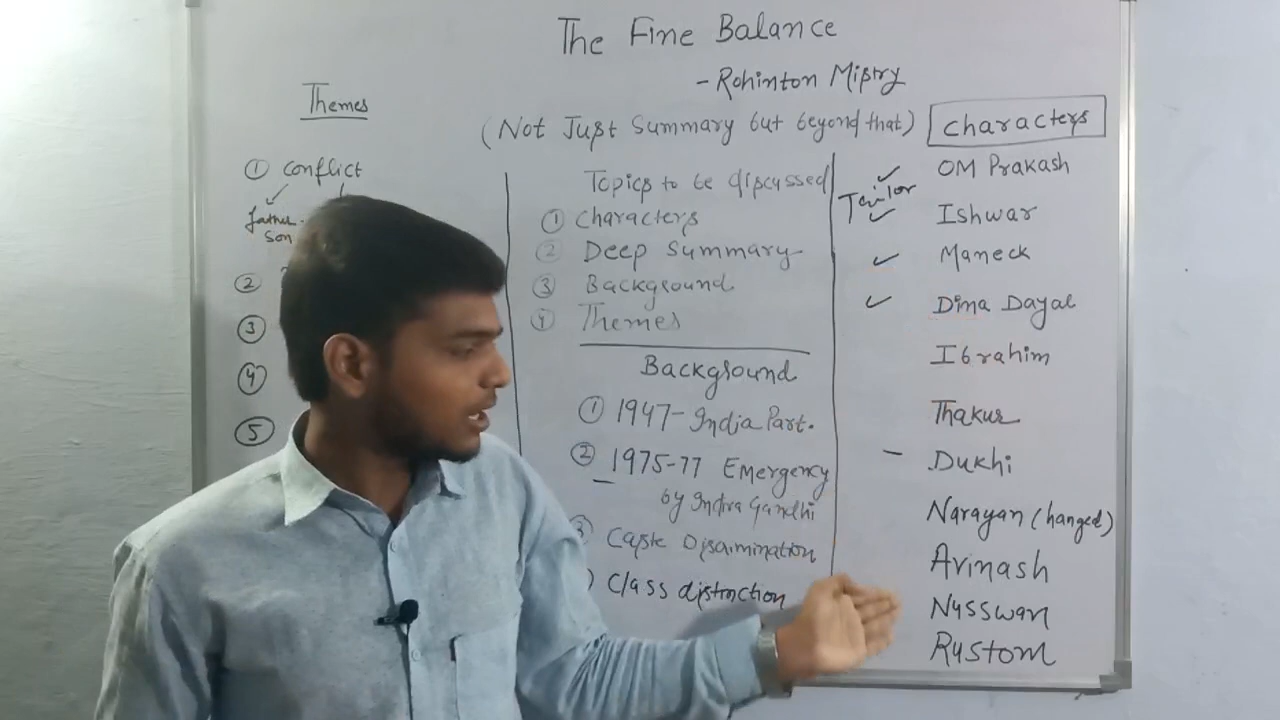 The Fine Balance
- Rohinton Mistry
(Not Just Summary but beyond that)
Themes
① Conflict
father-
son
②
③
④
⑤
Topics to be discussed
① Characters
② Deep Summary
③ Background
④ Themes
Background
① 1947- India Part.
② 1975-77 Emergency
by Indira Gandhi
③ Caste Discrimination
) Class distinction
Characters
Tailor
OM Prakash
Ishwar
Maneck
Dina Dayal
Ibrahim
Thakur
- Dukhi
Narayan (hanged)
Avinash
Nusswan
Rustom